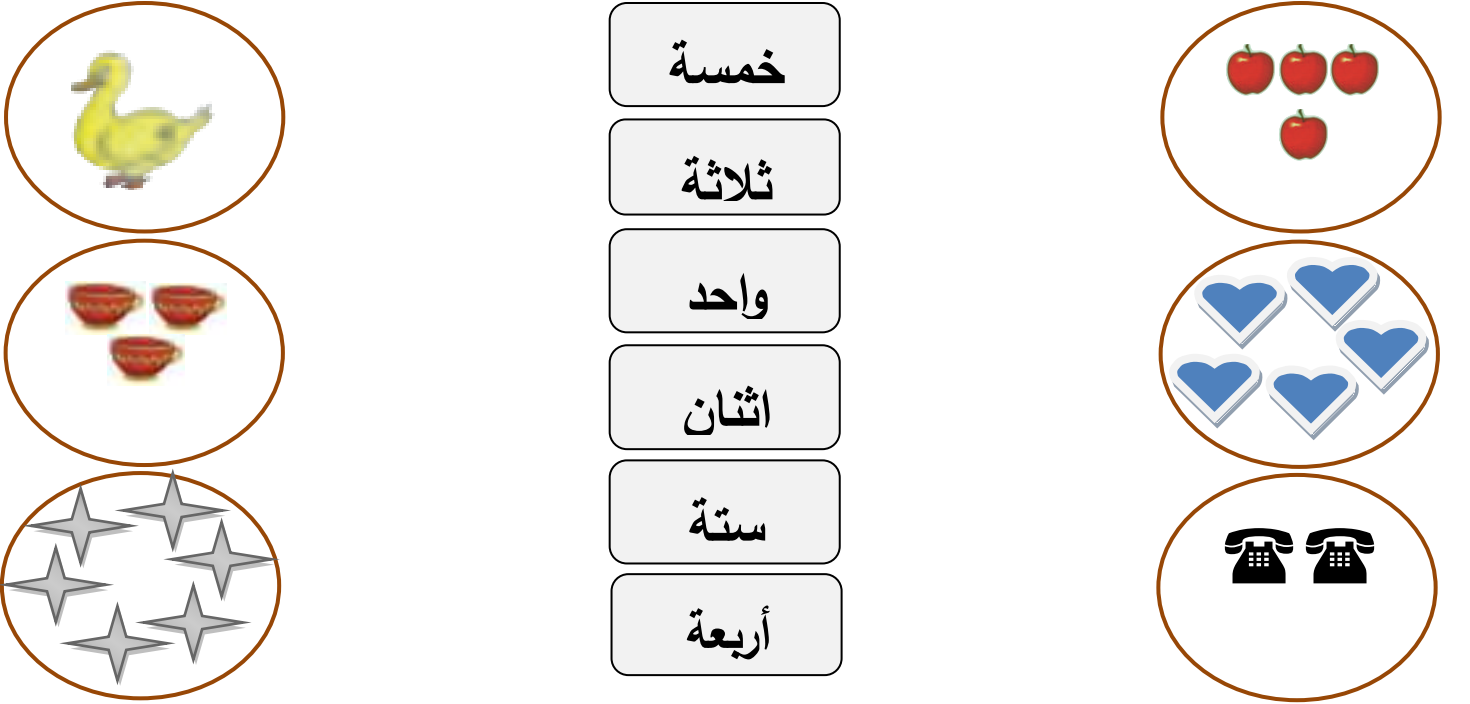 خمسة
ثلاثة
واحد
اثنان
ستة
أربعة